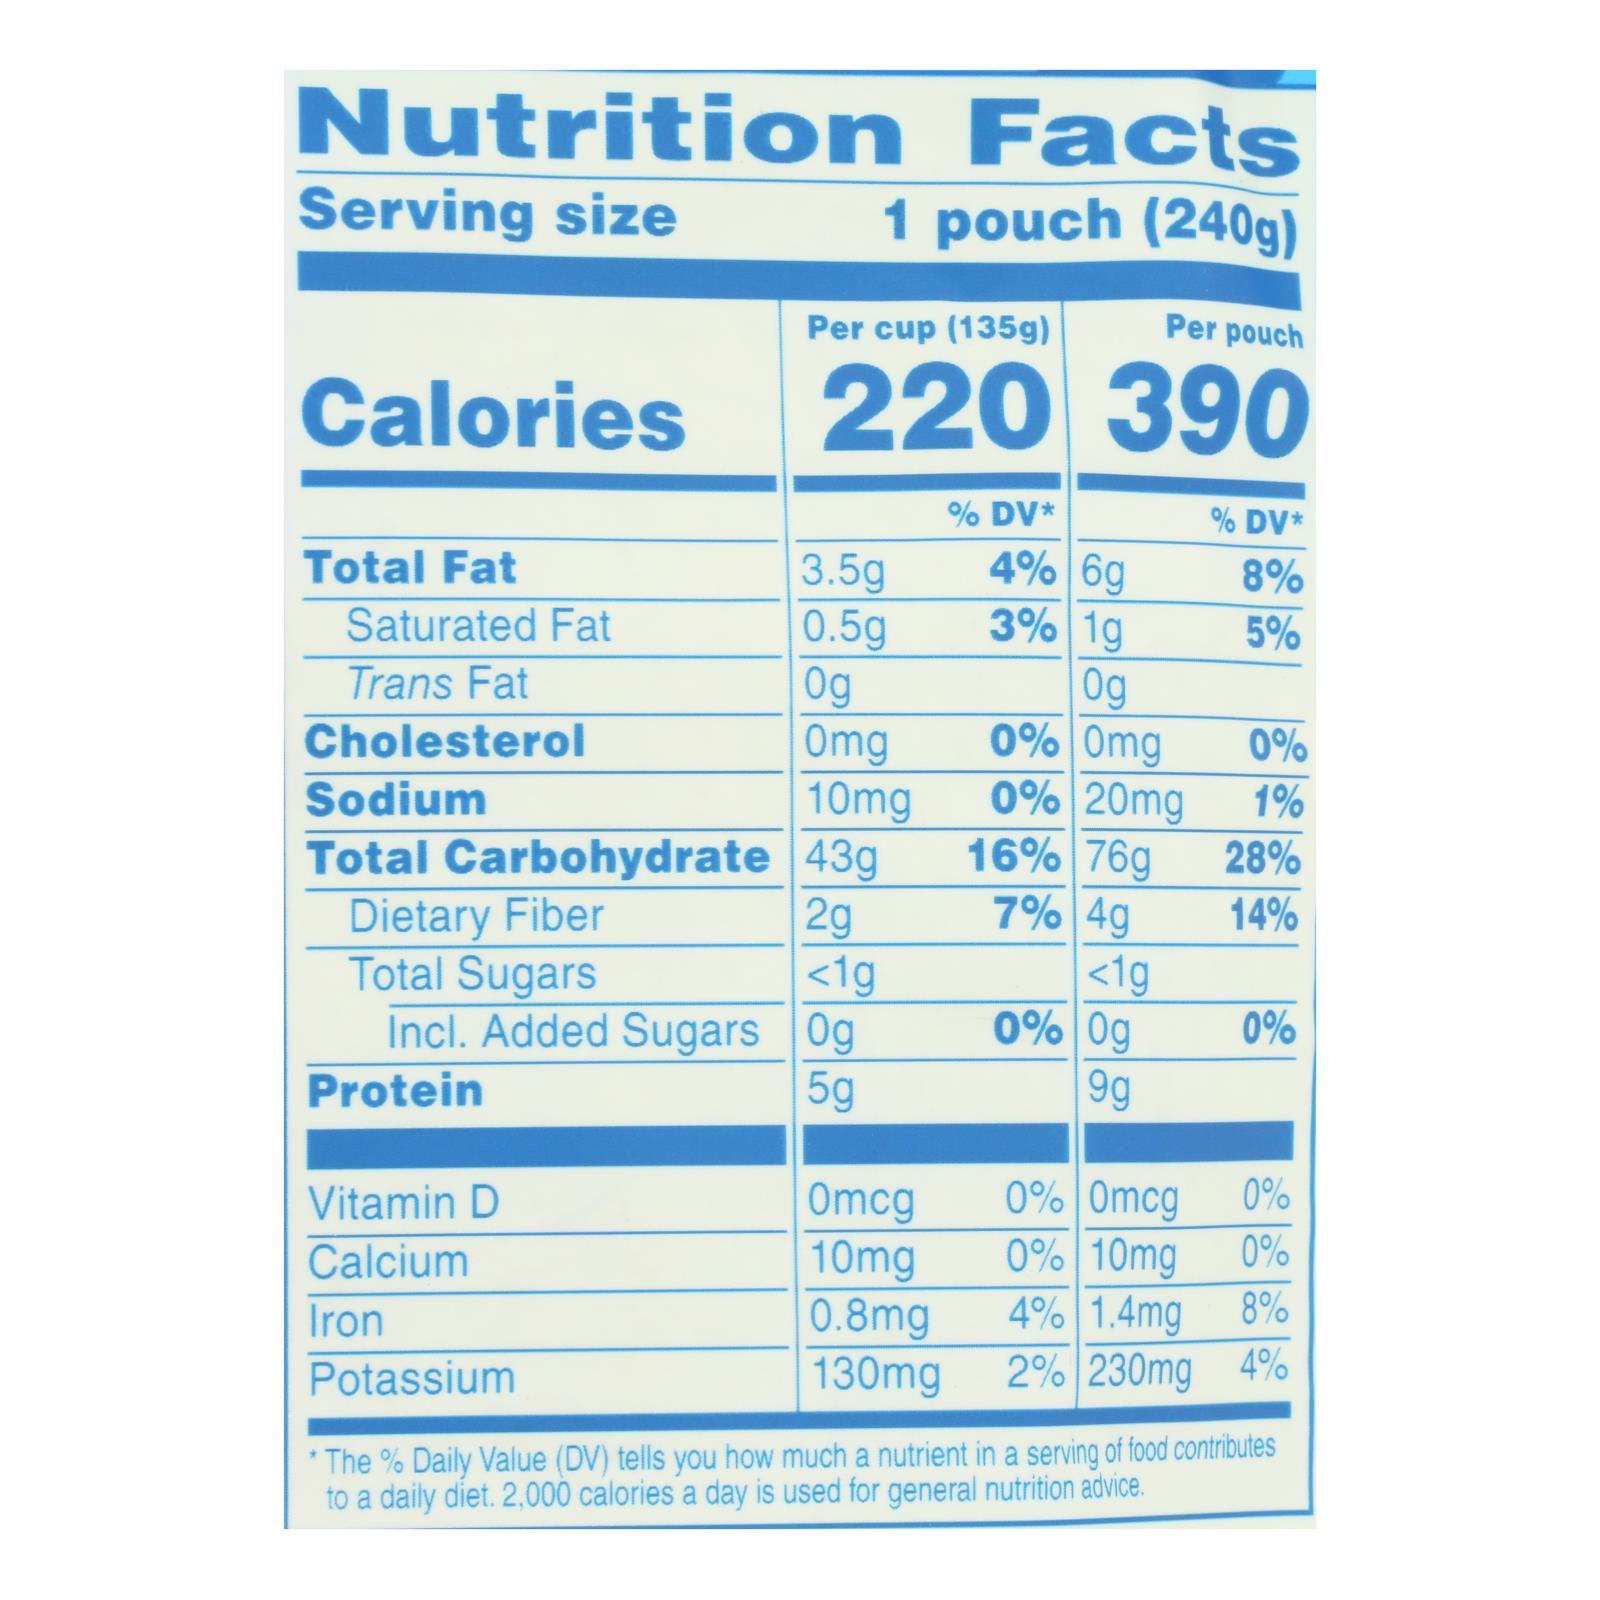 Nutrition Facts
Serving size 1 pouch (240g)
Per cup (135g) Per pouch
Calories 220 390
% DV* % DV*
Total Fat 3.5g 4% 6g 8%
Saturated Fat 0.5g 3% 1g 5%
Trans Fat 0g 0g
Cholesterol 0mg 0% 0mg 0%
Sodium 10mg 0% 20mg 1%
Total Carbohydrate 43g 16% 76g 28%
Dietary Fiber 2g 7% 4g 14%
Total Sugars <1g <1g
Incl. Added Sugars 0g 0% 0g 0%
Protein 5g 9g
Vitamin D 0mcg 0% 0mcg 0%
Calcium 10mg 0% 10mg 0%
Iron 0.8mg 4% 1.4mg 8%
Potassium 130mg 2% 230mg 4%
* The % Daily Value (DV) tells you how much a nutrient in a serving of food contributes
to a daily diet. 2,000 calories a day is used for general nutrition advice.